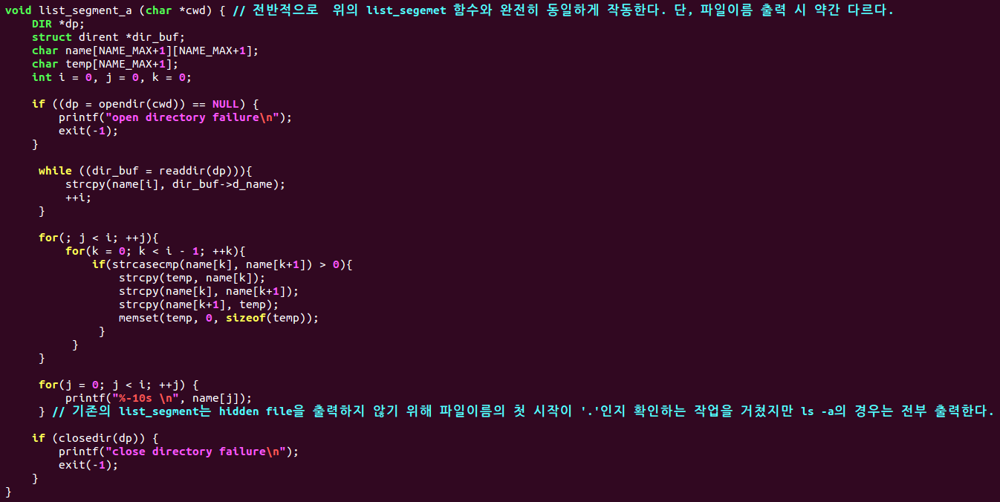 void list_segment_a (char *cwd) { // 전반적으로  위의 list_segemet 함수와 완전히 동일하게 작동한다. 단, 파일이름 출력 시 약간 다르다.
    DIR *dp;
    struct dirent *dir_buf;
    char name[NAME_MAX+1][NAME_MAX+1];
    char temp[NAME_MAX+1];
    int i = 0, j = 0, k = 0;

    if ((dp = opendir(cwd)) == NULL) {
        printf("open directory failure\n");
        exit(-1);
    }

     while ((dir_buf = readdir(dp))){
         strcpy(name[i], dir_buf->d_name);
         ++i;
     }

     for(; j < i; ++j){
         for(k = 0; k < i - 1; ++k){
             if(strcasecmp(name[k], name[k+1]) > 0){
                 strcpy(temp, name[k]);
                 strcpy(name[k], name[k+1]);
                 strcpy(name[k+1], temp);
                 memset(temp, 0, sizeof(temp));
              }
          }
     }

     for(j = 0; j < i; ++j) {
         printf("%-10s \n", name[j]);
     } // 기존의 list_segment는 hidden file을 출력하지 않기 위해 파일이름의 첫 시작이 '.'인지 확인하는 작업을 거쳤지만 ls -a의 경우는 전부 출력한다.

    if (closedir(dp)) {
        printf("close directory failure\n");
        exit(-1);
    }
}